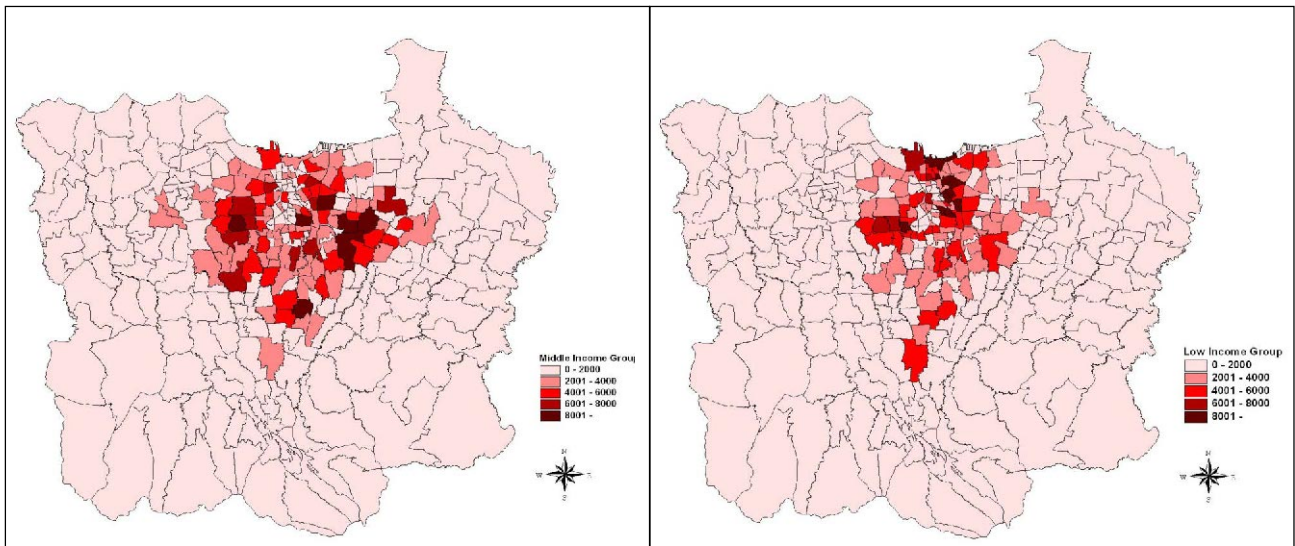 Middle Income Group
0 - 2000
2001 - 4000
4001 - 6000
6001 - 8000
8001 -
N
W E
S
Low Income Group
0 - 2000
2001 - 4000
4001 - 6000
6001 - 8000
8001 -
N
W E
S